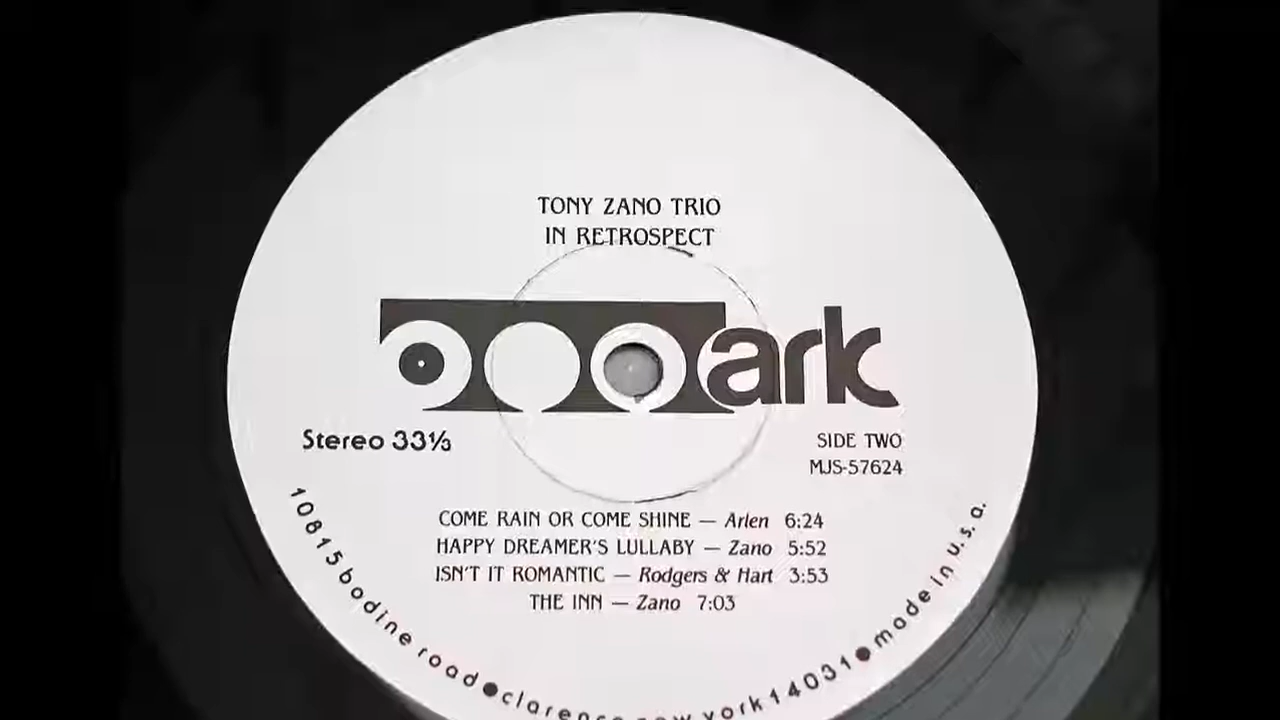 TONY ZANO TRIO
IN RETROSPECT
ark
Stereo 33⅓
SIDE TWO
MJS-57624
COME RAIN OR COME SHINE — Arlen 6:24
HAPPY DREAMER'S LULLABY — Zano 5:52
ISN'T IT ROMANTIC — Rodgers & Hart 3:53
THE INN — Zano 7:03
10815 bodine road●clarence new york 14031●made in u.s.a.